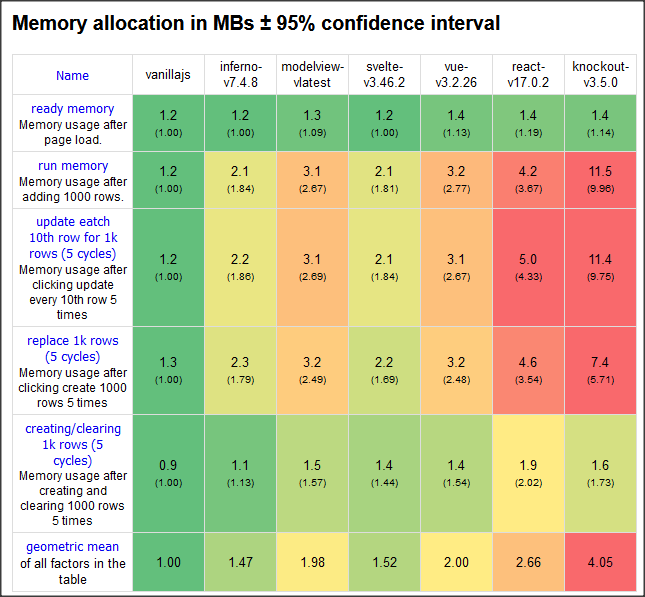 Memory allocation in MBs ± 95% confidence interval
Name vanillajs inferno-v7.4.8 modelview-vlatest svelte-v3.46.2 vue-v3.2.26 react-v17.0.2 knockout-v3.5.0
ready memory
Memory usage after
page load.
1.2 1.2 1.3 1.2 1.4 1.4 1.4
(1.00) (1.00) (1.09) (1.00) (1.13) (1.19) (1.14)
run memory
Memory usage after
adding 1000 rows.
1.2 2.1 3.1 2.1 3.2 4.2 11.5
(1.00) (1.84) (2.67) (1.81) (2.77) (3.67) (9.96)
update eatch
10th row for 1k
rows (5 cycles)
Memory usage after
clicking update
every 10th row 5
times
1.2 2.2 3.1 2.1 3.1 5.0 11.4
(1.00) (1.86) (2.69) (1.84) (2.67) (4.33) (9.75)
replace 1k rows
(5 cycles)
Memory usage after
clicking create 1000
rows 5 times
1.3 2.3 3.2 2.2 3.2 4.6 7.4
(1.00) (1.79) (2.49) (1.69) (2.48) (3.54) (5.71)
creating/clearing
1k rows (5
cycles)
Memory usage after
creating and
clearing 1000 rows
5 times
0.9 1.1 1.5 1.4 1.4 1.9 1.6
(1.00) (1.13) (1.57) (1.44) (1.54) (2.02) (1.73)
geometric mean
of all factors in the
table
1.00 1.47 1.98 1.52 2.00 2.66 4.05